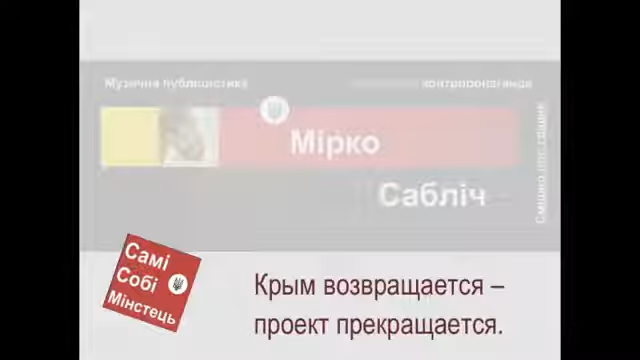 Музична публіцистика
контрпропаганда
Мірко
Сабліч
Самі
Собі
Мінстець
Крым возвращается –
проект прекращается.